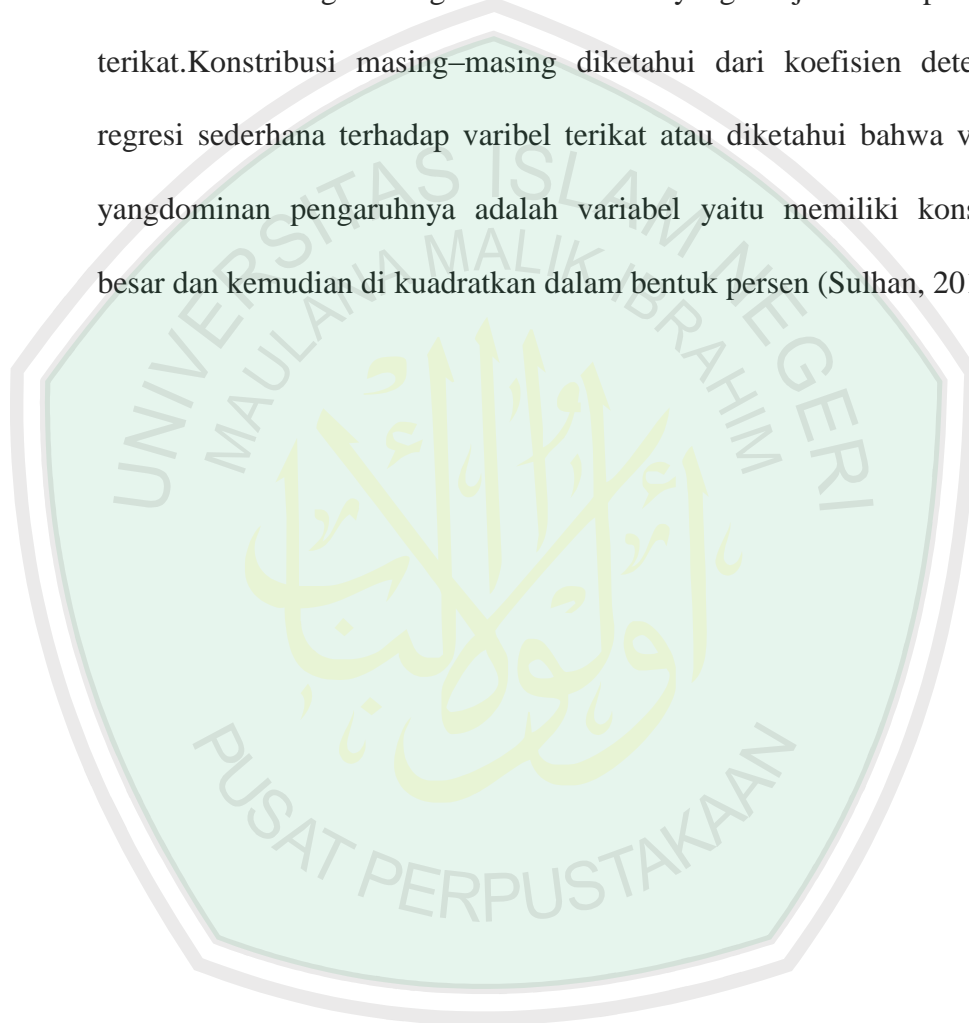 terikat.Konstribusi masing–masing diketahui dari koefisien dete
regresi sederhana terhadap varibel terikat atau diketahui bahwa v
yangdominan pengaruhnya adalah variabel yaitu memiliki kons
besar dan kemudian di kuadratkan dalam bentuk persen (Sulhan, 201
UNIVERSITAS ISLAM NEGERI
MAULANA MALIK IBRAHIM
PUSAT PERPUSTAKAAN